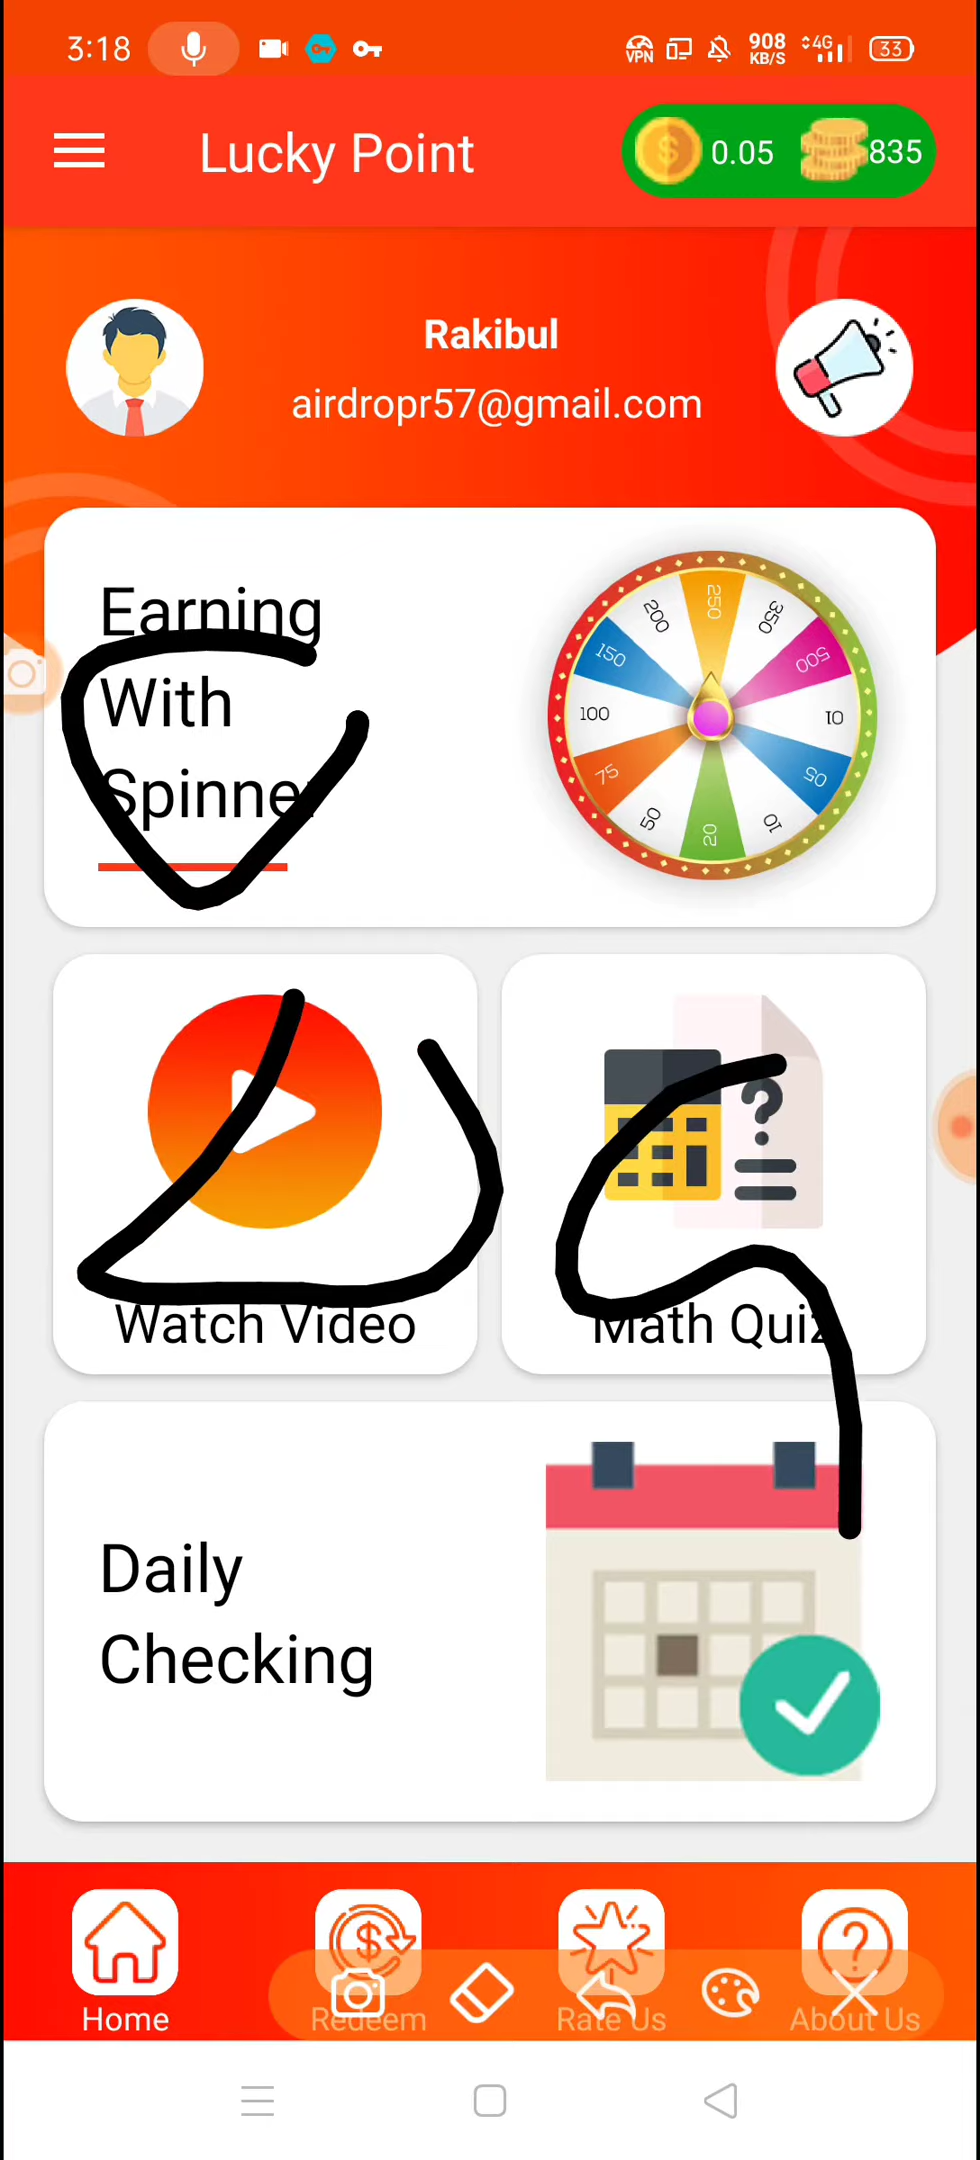 3:18
VPN
908
KB/S
4G
33
Lucky Point
0.05
835
Rakibul
airdropr57@gmail.com
Earning
With
Spinner
250
350
500
10
05
10
20
50
75
100
150
200
Watch Video
Math Quiz
Daily
Checking
Home
Redeem
Rate Us
About Us